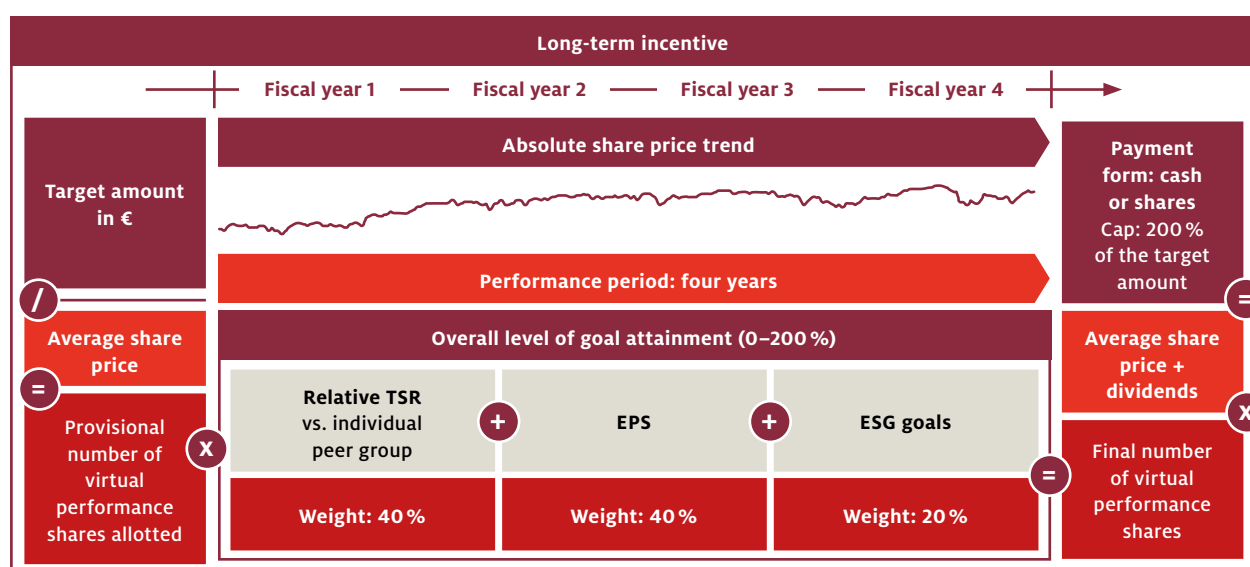 Long-term incentive
Fiscal year 1
Fiscal year 2
Fiscal year 3
Fiscal year 4
Target amount
in €
/
Average share
price
=
Provisional
number of
virtual
performance
shares allotted
x
Absolute share price trend
Performance period: four years
Overall level of goal attainment (0–200 %)
Relative TSR
vs. individual
peer group
+
EPS
+
ESG goals
Weight: 40 %
Weight: 40 %
Weight: 20 %
=
Payment
form: cash
or shares
Cap: 200 %
of the target
amount
=
Average share
price +
dividends
x
Final number
of virtual
performance
shares